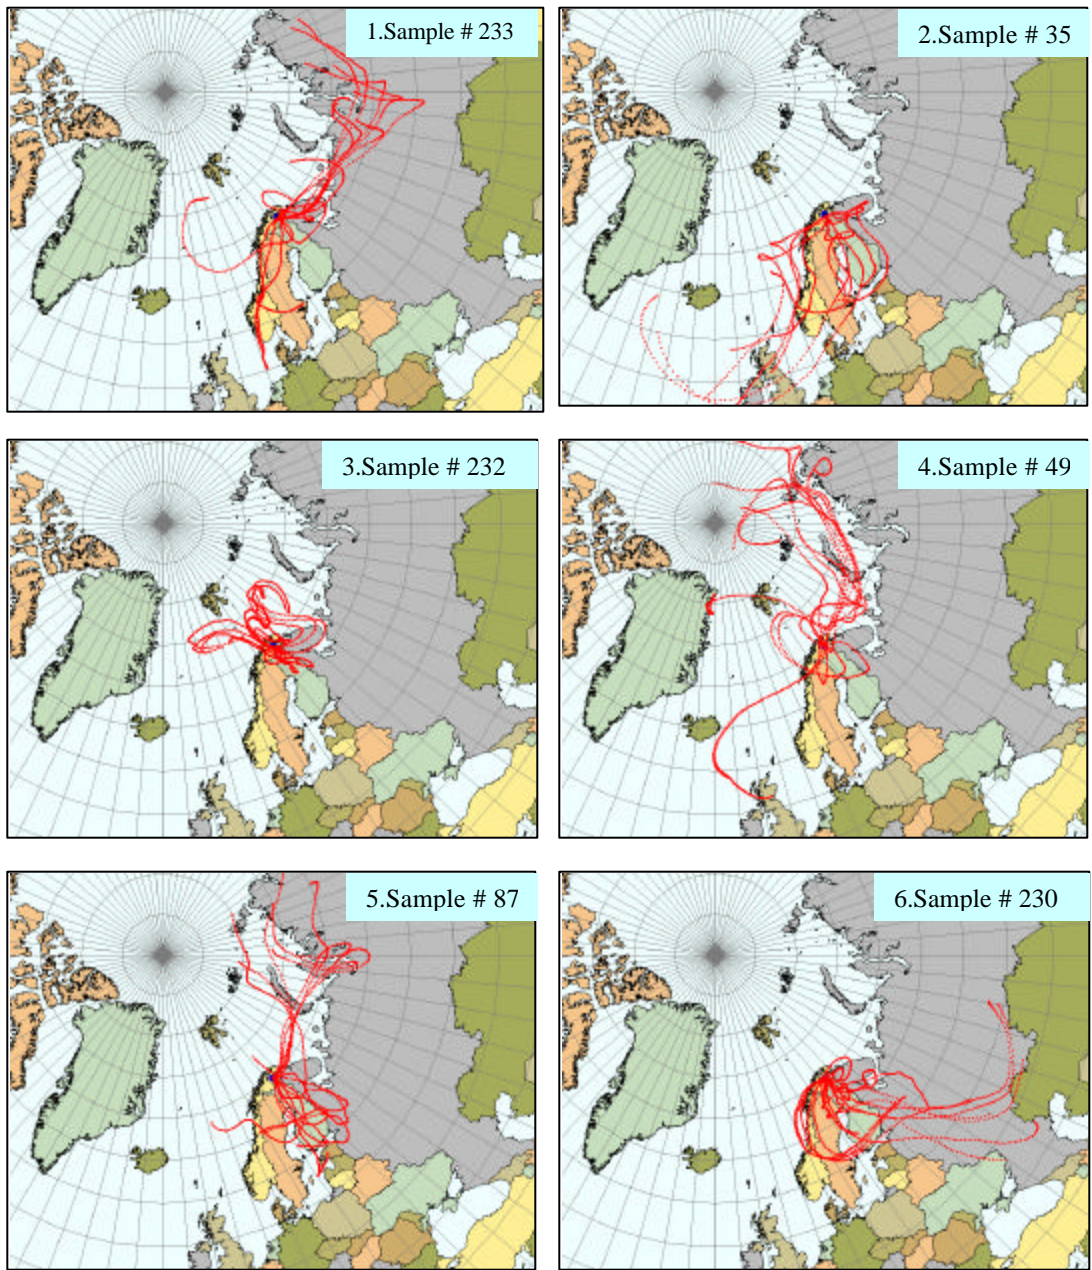 1.Sample # 233
2.Sample # 35
3.Sample # 232
4.Sample # 49
5.Sample # 87
6.Sample # 230